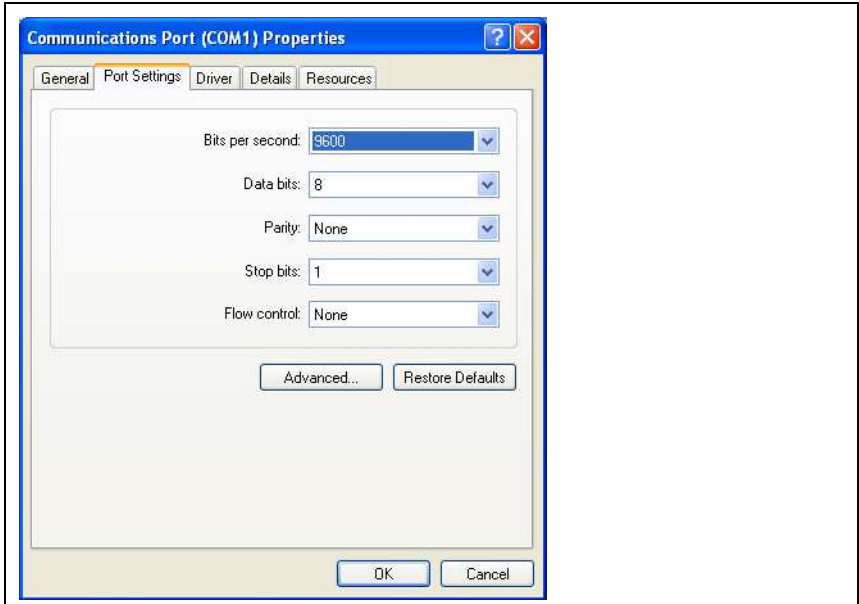 Communications Port (COM1) Properties
General Port Settings Driver Details Resources
Bits per second: 9600
Data bits: 8
Parity: None
Stop bits: 1
Flow control: None
Advanced... Restore Defaults
OK Cancel